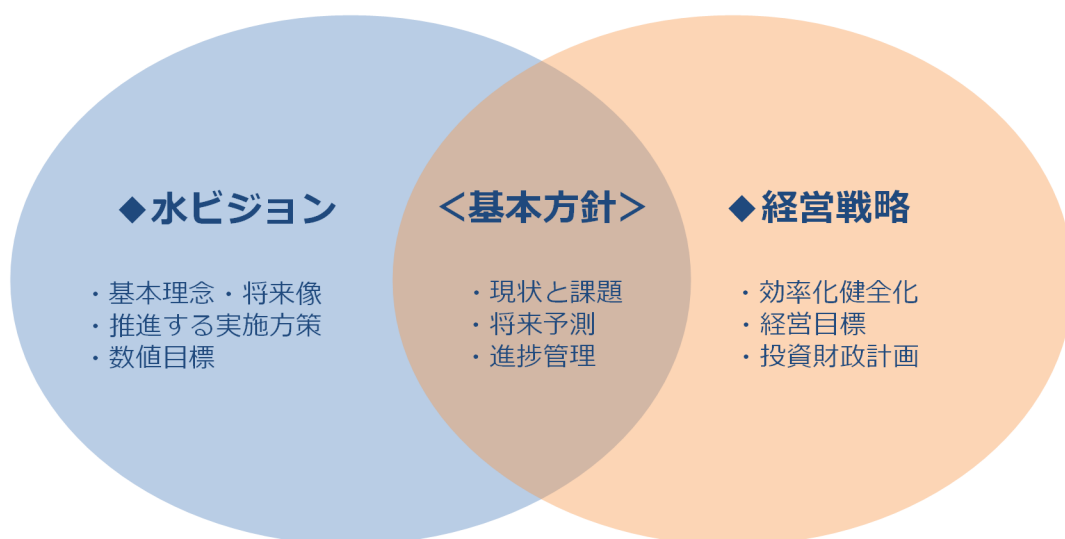 ◆水ビジョン
・基本理念・将来像
・推進する実施方策
・数値目標
＜基本方針＞
・現状と課題
・将来予測
・進捗管理
◆経営戦略
・効率化健全化
・経営目標
・投資財政計画